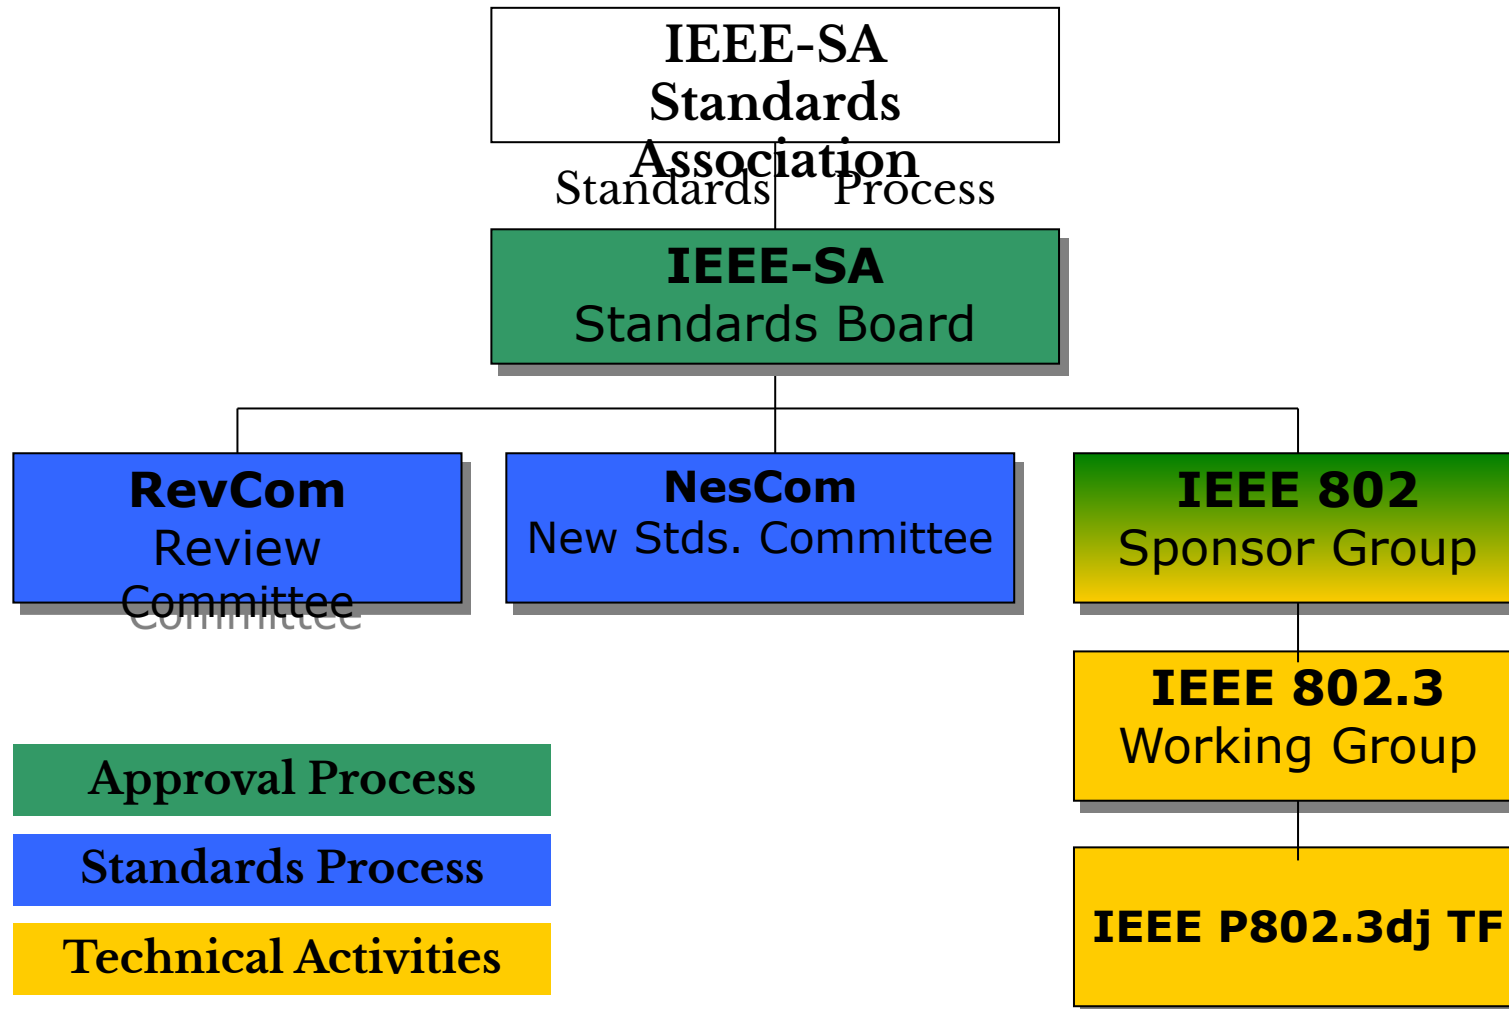 IEEE-SA
Standards
Association
Standards Process
IEEE-SA
Standards Board
RevCom
Review
Committee
NesCom
New Stds. Committee
IEEE 802
Sponsor Group
IEEE 802.3
Working Group
IEEE P802.3dj TF
Approval Process
Standards Process
Technical Activities